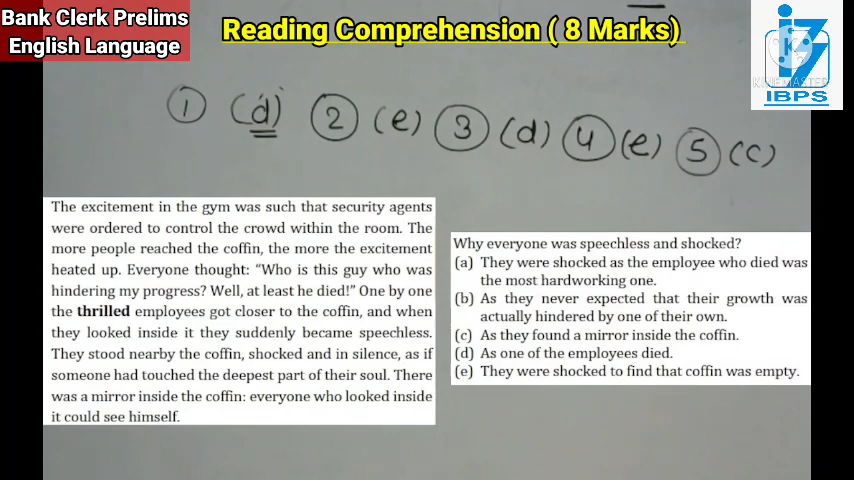 Bank Clerk Prelims
English Language
Reading Comprehension ( 8 Marks)
K
KINEMASTER
IBPS
① (d) ② (e) ③ (d) ④ (e) ⑤ (c)
The excitement in the gym was such that security agents
were ordered to control the crowd within the room. The
more people reached the coffin, the more the excitement
heated up. Everyone thought: “Who is this guy who was
hindering my progress? Well, at least he died!” One by one
the thrilled employees got closer to the coffin, and when
they looked inside it they suddenly became speechless.
They stood nearby the coffin, shocked and in silence, as if
someone had touched the deepest part of their soul. There
was a mirror inside the coffin: everyone who looked inside
it could see himself.
Why everyone was speechless and shocked?
(a) They were shocked as the employee who died was
the most hardworking one.
(b) As they never expected that their growth was
actually hindered by one of their own.
(c) As they found a mirror inside the coffin.
(d) As one of the employees died.
(e) They were shocked to find that coffin was empty.